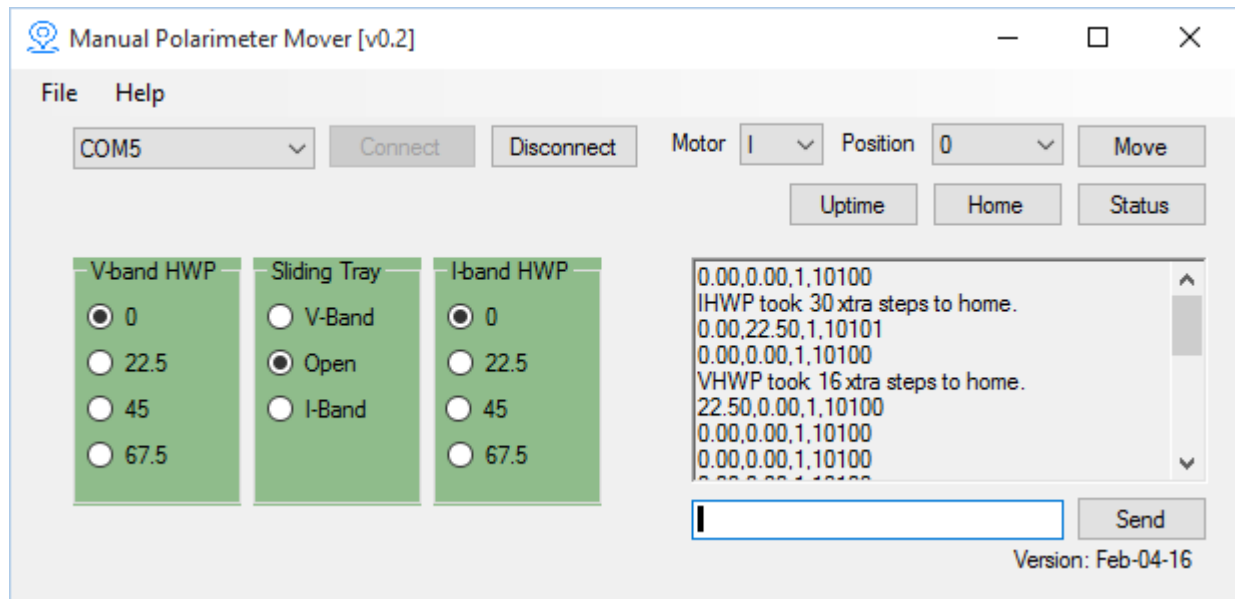 Manual Polarimeter Mover [v0.2]
File Help
COM5 Connect Disconnect Motor I Position 0 Move
Uptime Home Status
V-band HWP
0
22.5
45
67.5
Sliding Tray
V-Band
Open
I-Band
I-band HWP
0
22.5
45
67.5
0.00,0.00,1,10100
IHWP took 30 xtra steps to home.
0.00,22.50,1,10101
0.00,0.00,1,10100
VHWP took 16 xtra steps to home.
22.50,0.00,1,10100
0.00,0.00,1,10100
0.00,0.00,1,10100
Send
Version: Feb-04-16